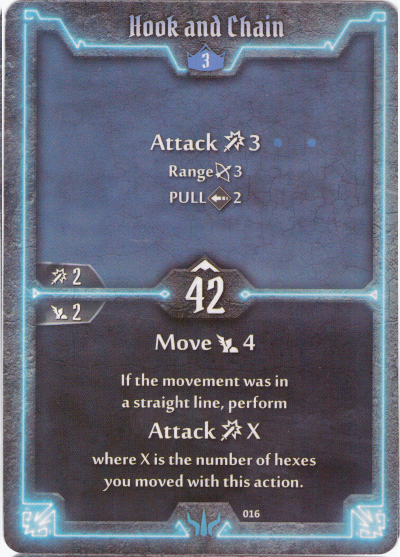 Hook and Chain
3
Attack 3
Range 3
PULL 2
2
42
2
Move 4
If the movement was in
a straight line, perform
Attack X
where X is the number of hexes
you moved with this action.
016